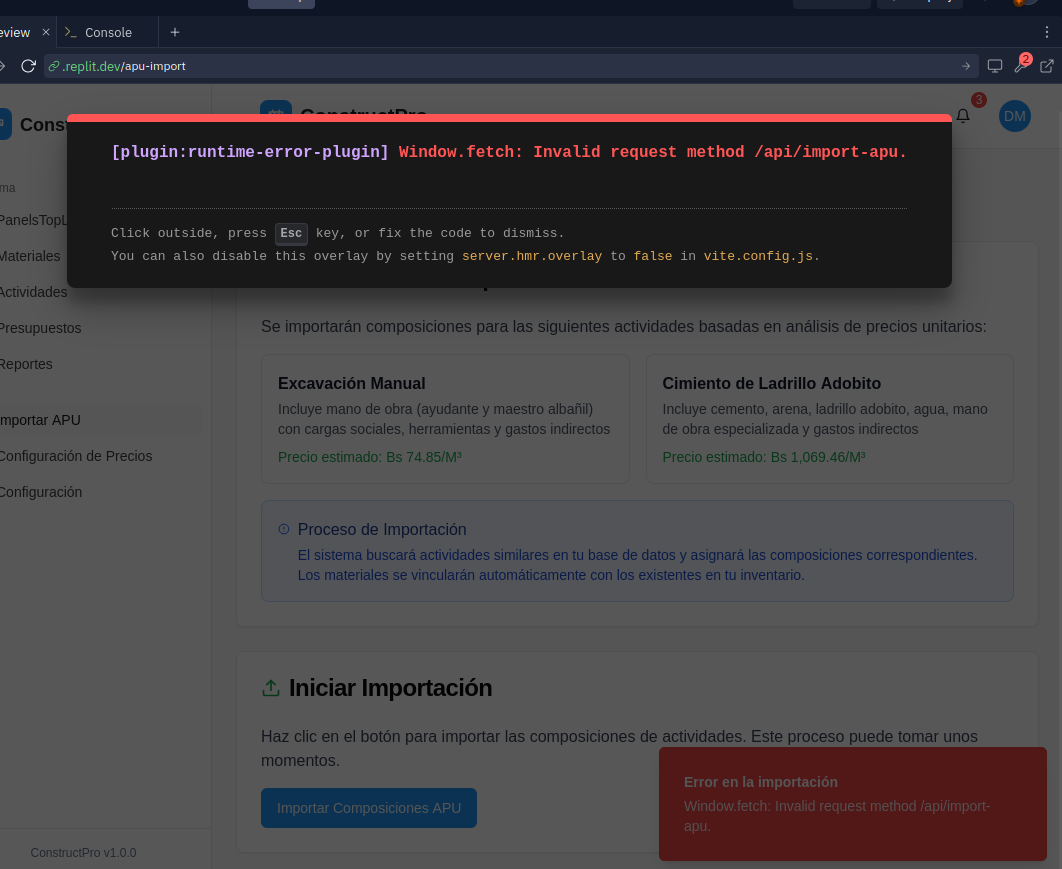 eview
Console
.replit.dev/apu-import
2
3
DM
Const
[plugin:runtime-error-plugin] Window.fetch: Invalid request method /api/import-apu.
Click outside, press Esc key, or fix the code to dismiss.
You can also disable this overlay by setting server.hmr.overlay to false in vite.config.js.
ma
PanelsTopL
Materiales
Actividades
Presupuestos
Reportes
mportar APU
Configuración de Precios
Configuración
Se importarán composiciones para las siguientes actividades basadas en análisis de precios unitarios:
Excavación Manual
Incluye mano de obra (ayudante y maestro albañil)
con cargas sociales, herramientas y gastos indirectos
Precio estimado: Bs 74.85/M³
Cimiento de Ladrillo Adobito
Incluye cemento, arena, ladrillo adobito, agua, mano
de obra especializada y gastos indirectos
Precio estimado: Bs 1,069.46/M³
Proceso de Importación
El sistema buscará actividades similares en tu base de datos y asignará las composiciones correspondientes.
Los materiales se vincularán automáticamente con los existentes en tu inventario.
Iniciar Importación
Haz clic en el botón para importar las composiciones de actividades. Este proceso puede tomar unos
momentos.
Importar Composiciones APU
Error en la importación
Window.fetch: Invalid request method /api/import-
apu.
ConstructPro v1.0.0